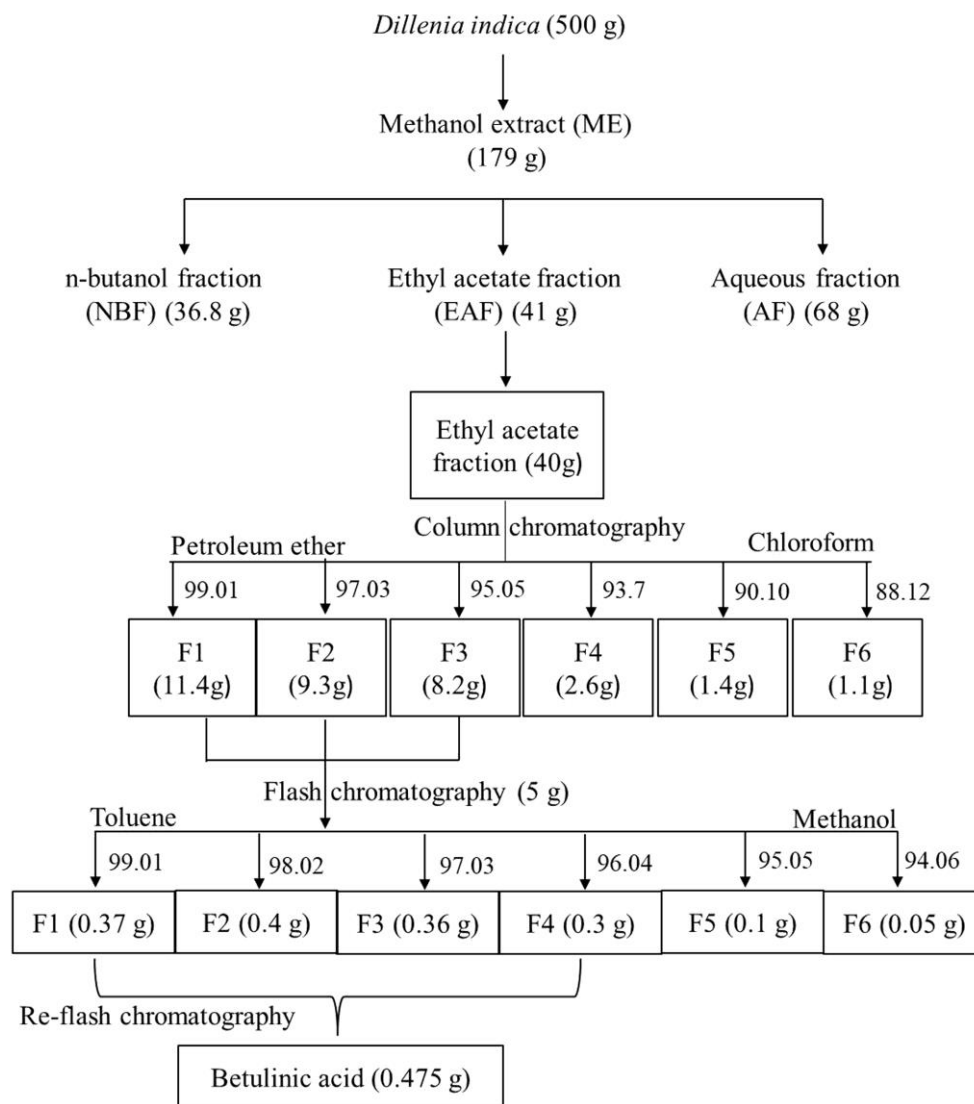 Dillenia indica (500 g)
Methanol extract (ME)
(179 g)
n-butanol fraction
(NBF) (36.8 g)
Ethyl acetate fraction
(EAF) (41 g)
Aqueous fraction
(AF) (68 g)
Ethyl acetate
fraction (40g)
Column chromatography
Petroleum ether
Chloroform
99.01
97.03
95.05
93.7
90.10
88.12
F1
(11.4g)
F2
(9.3g)
F3
(8.2g)
F4
(2.6g)
F5
(1.4g)
F6
(1.1g)
Flash chromatography (5 g)
Toluene
Methanol
99.01
98.02
97.03
96.04
95.05
94.06
F1 (0.37 g)
F2 (0.4 g)
F3 (0.36 g)
F4 (0.3 g)
F5 (0.1 g)
F6 (0.05 g)
Re-flash chromatography
Betulinic acid (0.475 g)